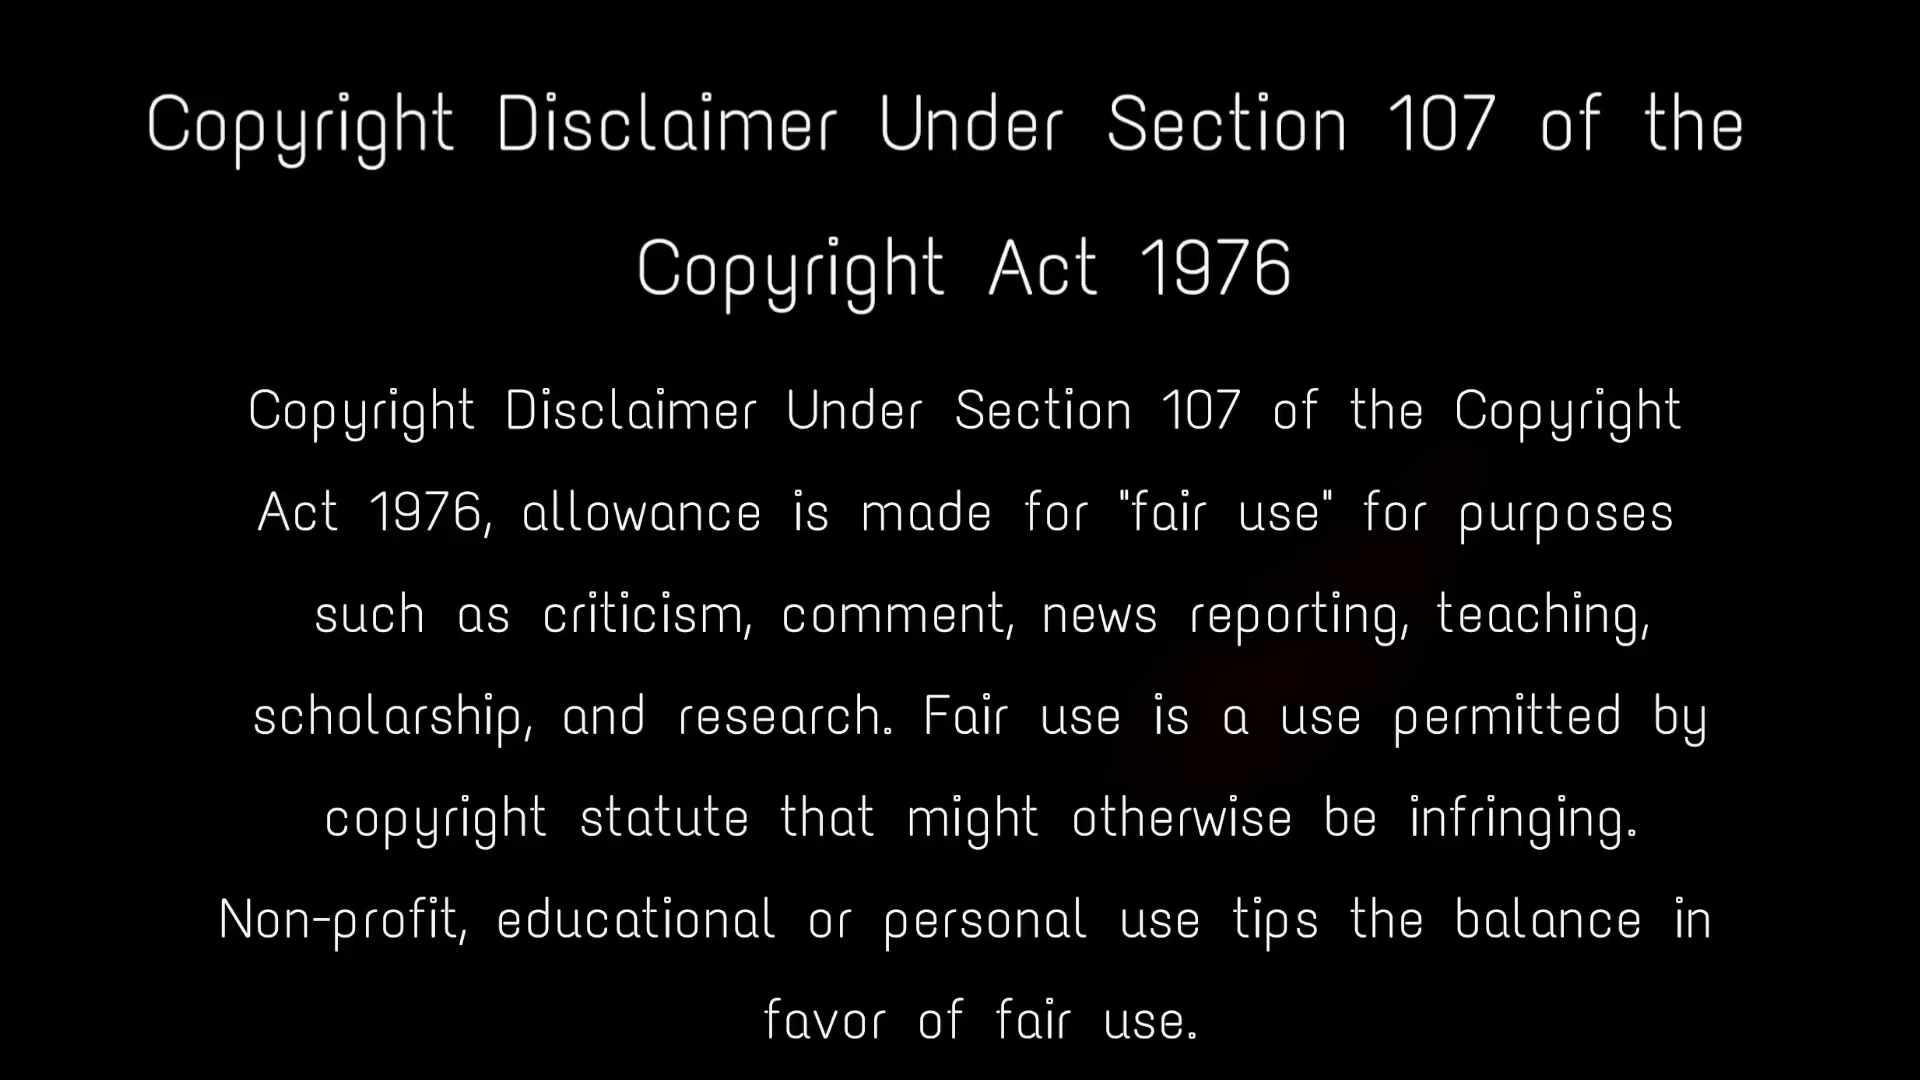 Copyright Disclaimer Under Section 107 of the
Copyright Act 1976
Copyright Disclaimer Under Section 107 of the Copyright
Act 1976, allowance is made for "fair use" for purposes
such as criticism, comment, news reporting, teaching,
scholarship, and research. Fair use is a use permitted by
copyright statute that might otherwise be infringing.
Non-profit, educational or personal use tips the balance in
favor of fair use.